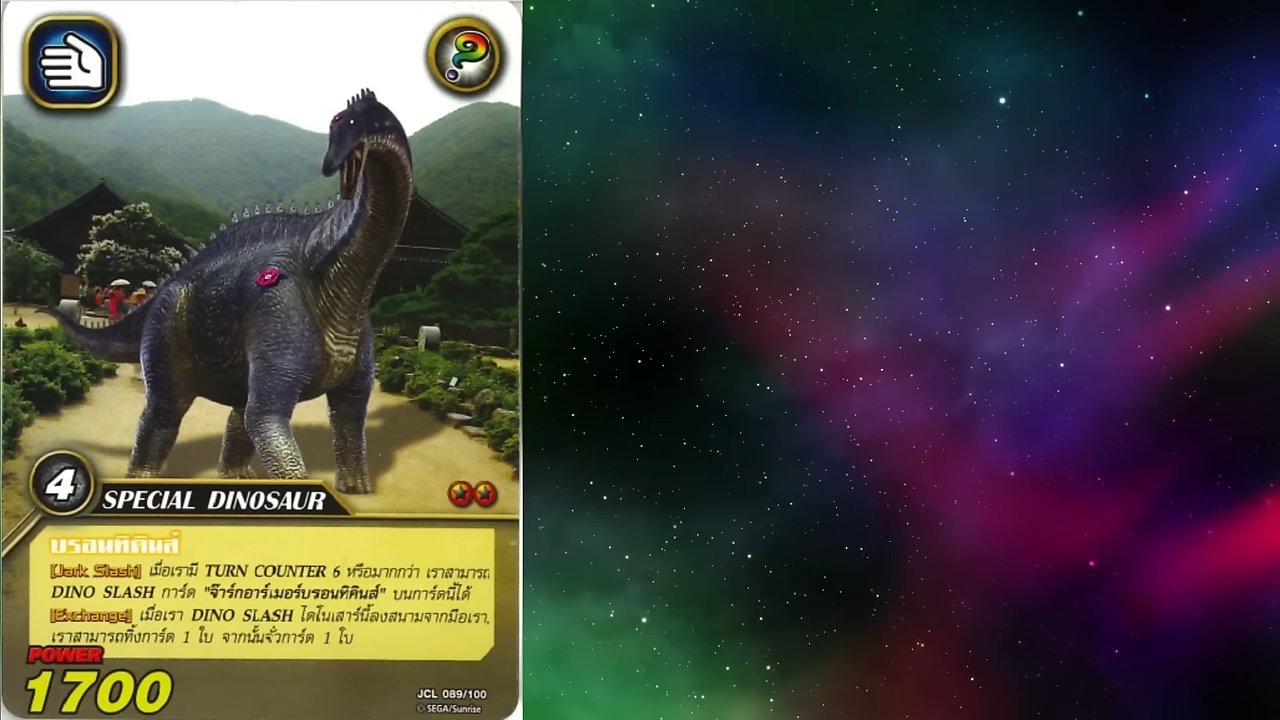 ?
4
SPECIAL DINOSAUR
บรอนทิคินส์
[Jark Slash] เมื่อเรามี TURN COUNTER 6 หรือมากกว่า เราสามารถ
DINO SLASH การ์ด "จ๊าร์กอาร์เมอร์บรอนทิคินส์" บนการ์ดนี้ได้
[Exchange] เมื่อเรา DINO SLASH ไดโนเสาร์นี้ลงสนามจากมือเรา,
เราสามารถทิ้งการ์ด 1 ใบ จากนั้นจั่วการ์ด 1 ใบ
POWER
1700
JCL 089/100
© SEGA/Sunrise